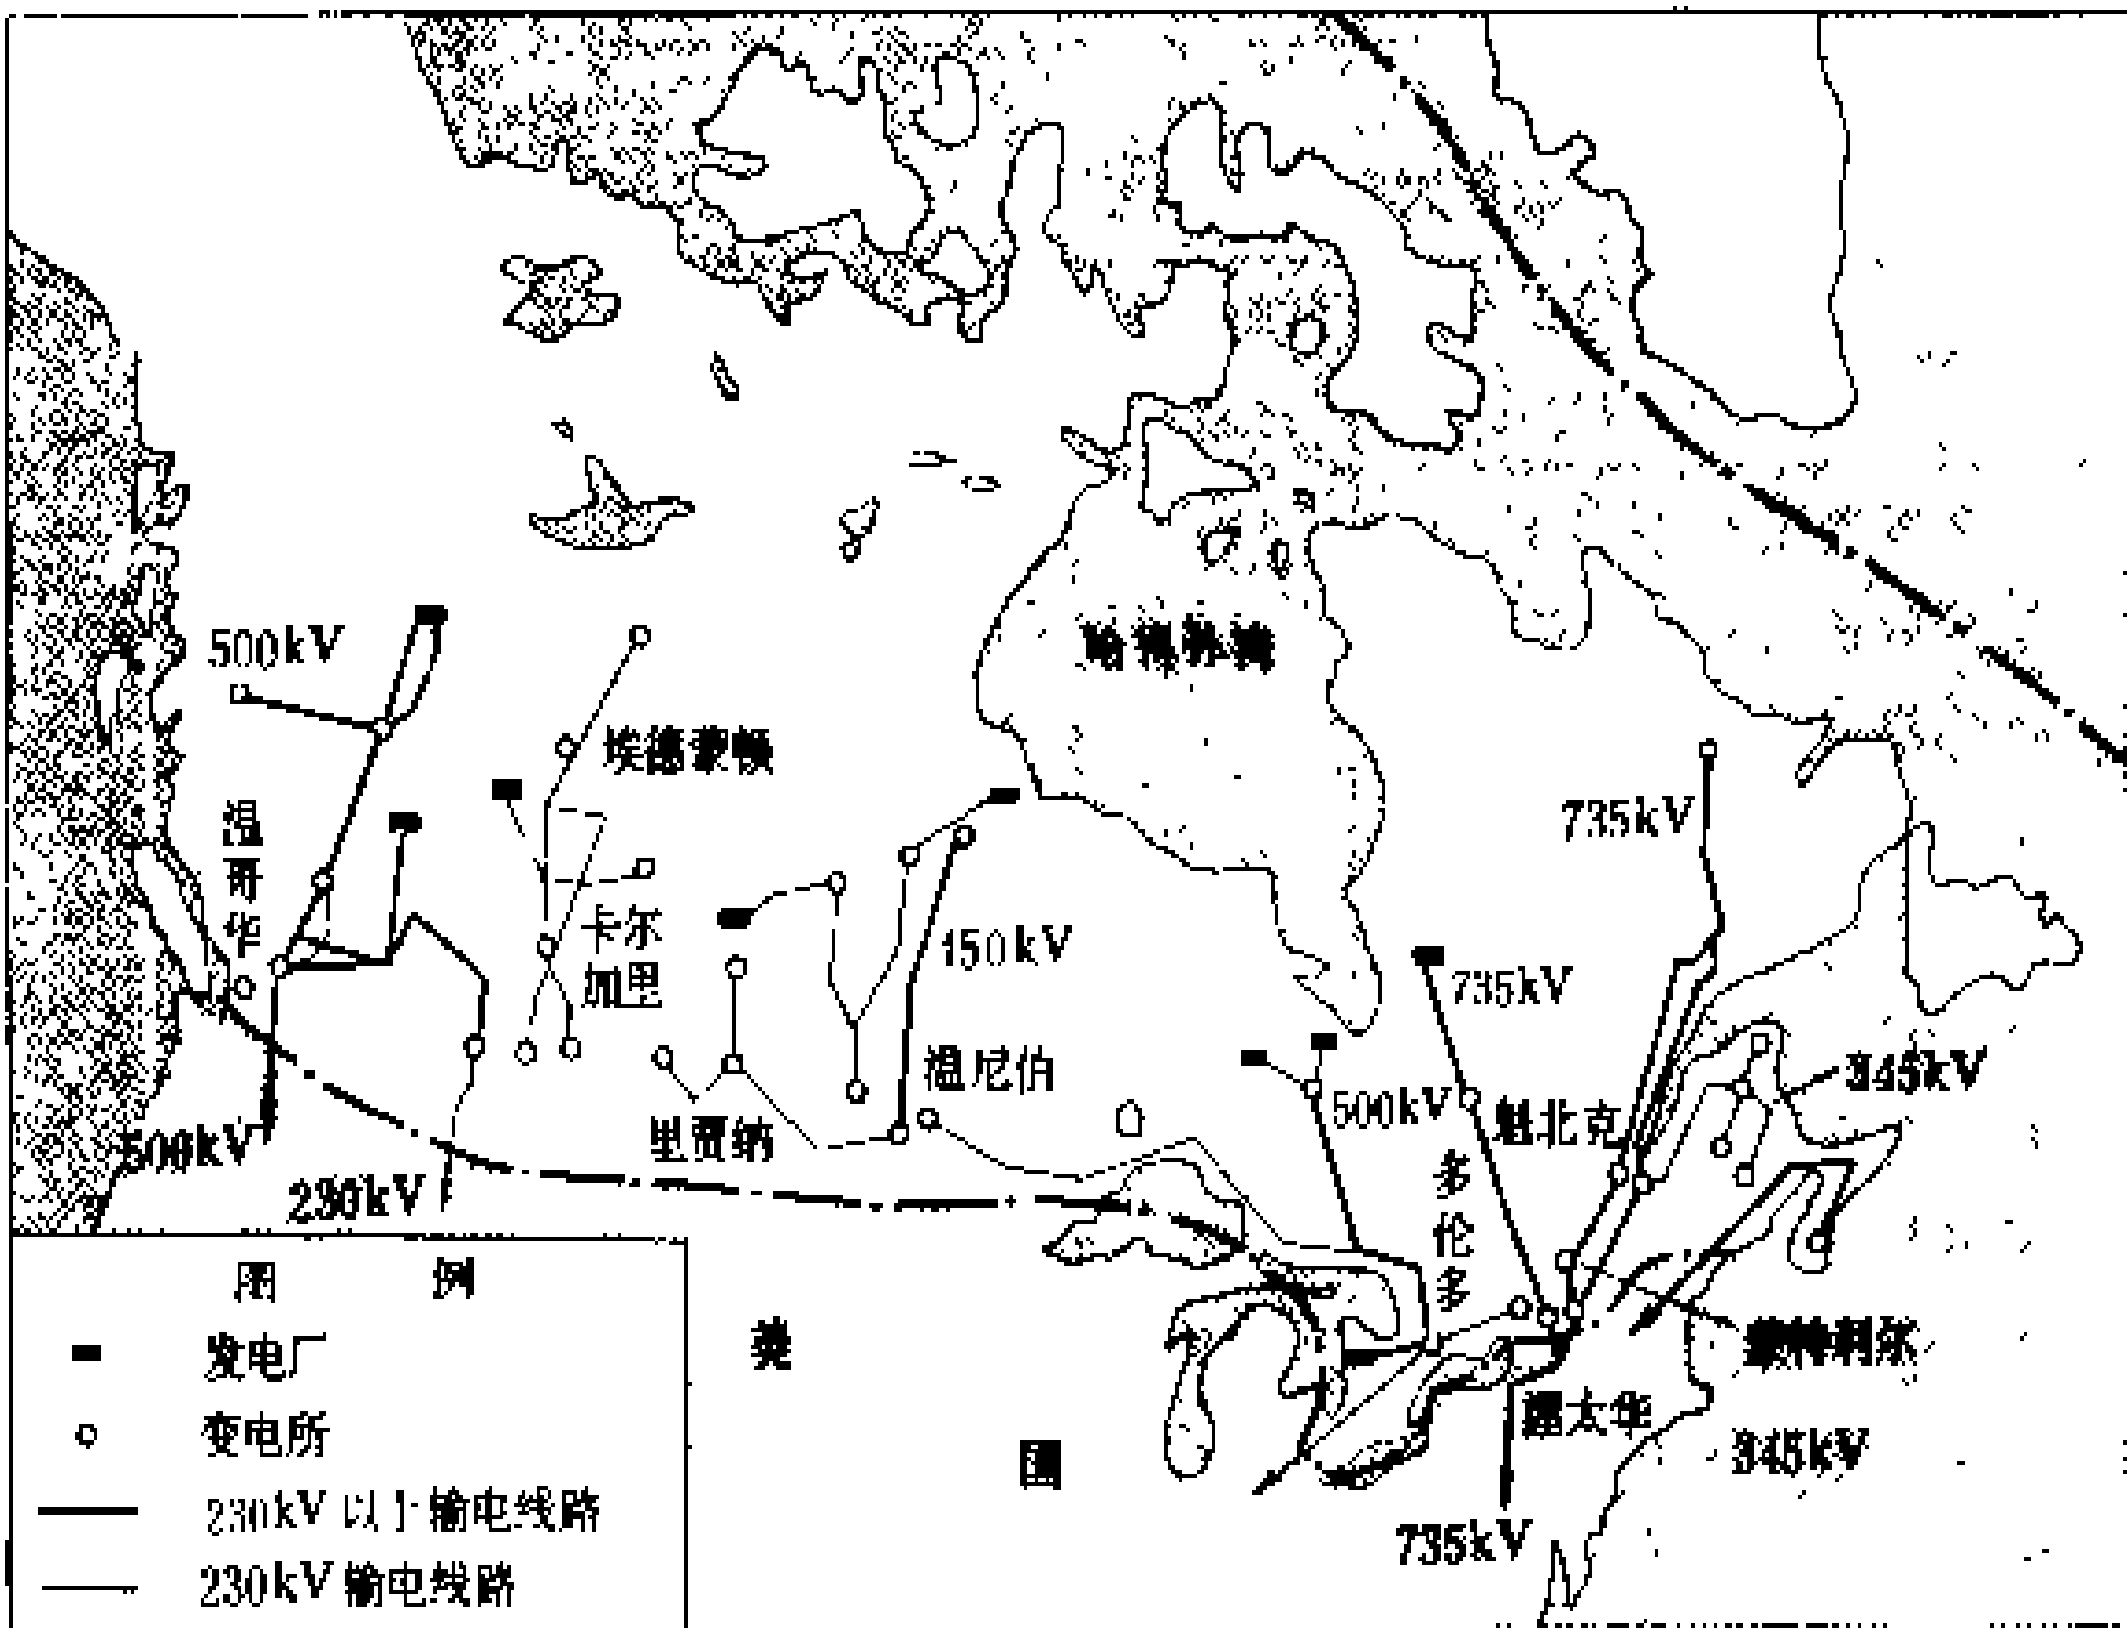 500kV
哈德孙湾
埃德蒙顿
温哥华
735kV
卡尔
加里
150kV
735kV
温尼伯
500kV
魁北克
345kV
500kV
里贾纳
多伦多
230kV
图 例
发电厂
变电所
230kV 以上输电线路
230kV 输电线路
美
国
蒙特利尔
渥太华
345kV
735kV